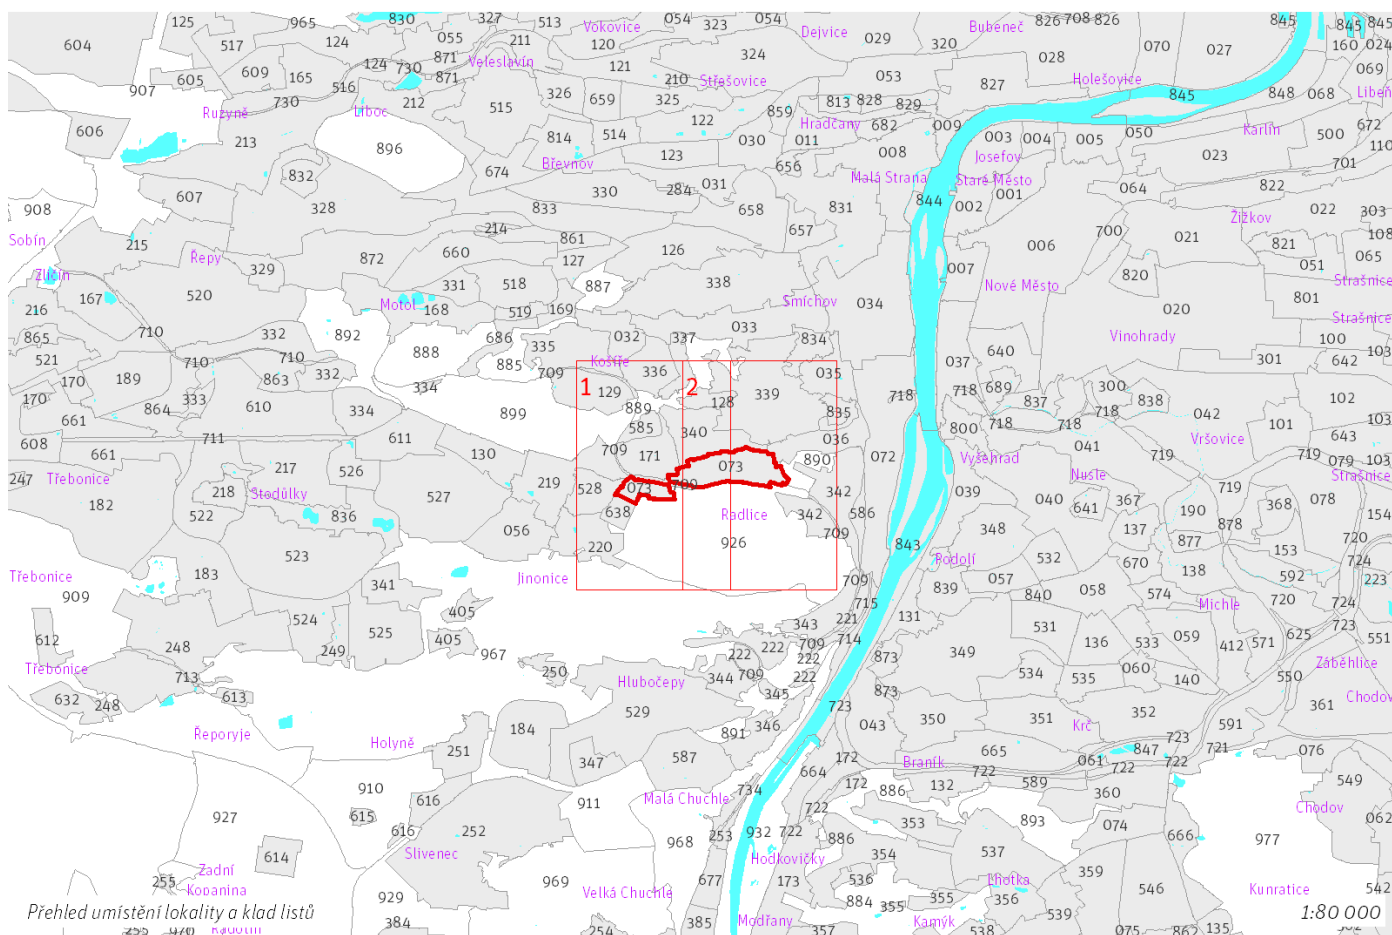 125 965 830 327 513 Vokovice 054 323 054 Dejvice 029 Bubeneč 826 708 826 845 845 845
604 517 124 055 211 120 324 320 028 070 027 160 024
871 Veleslavín 121
605 609 165 124 730 871 210 Střešovice 053 827 Holešovice 069
907 516 212 326 659 325 813 828 829 845 848 068 Libeň
Ruzyně 730 Liboc 515 859
606 213 896 814 514 122 Hradčany 682 009 003 004 005 050 Karlín 500 672
030 011 110
832 674 Břevnov 123 656 008 Josefov 023 701
607 330 284 031 Malá Strana Staré Město 064 822
908 328 833 658 831 844 002 001 Žižkov 022 303
Sobín 215 214 861 657 006 700 021 821 108
Řepy 329 872 660 127 126 007 051 065
Zličín 167 520 331 518 887 338 Nové Město 820 Strašnice
216 Motol 168 519 169 Smíchov 034 020 801
865 710 332 892 686 032 337 033 834 Vinohrady Strašnice 100
521 710 710 888 885 335 Košíře 037 640 301 642 103
170 189 863 332 709 336 035 689 300
170 333 334 129 1 2 339 718 718 837 838 102
661 864 610 334 899 889 128 835 718 718 042 101 103
608 711 611 585 340 036 800 041 Vršovice 643
661 217 526 130 709 171 073 890 072 Vyšehrad 719 719 079 103
247 Třebonice 218 Stodůlky 219 528 073 709 342 039 Nusle Strašnice
182 522 836 527 638 Radlice 342 586 040 641 367 190 368 078
056 709 348 137 878 154
523 220 926 843 532 877 153 720
Třebonice 183 341 Jinonice 709 Podolí 057 670 138 592 724 223
909 405 715 839 840 058 574 Michle 720 724
612 524 525 405 343 221 131 531 136 533 059 412 571 625 723 551
248 249 967 709 714 873 349 060
Třebonice 713 250 222 222 222 534 535 140 550 Záběhlice
632 248 613 Hlubočepy 344 709 345 873 Chodov
Řeporyje 529 346 723 043 350 351 Krč 352 591 361
Holyně 251 184 891 723
347 587 172 Braník 665 061 847 721 076
910 616 911 Malá Chuchle 734 664 172 886 132 722 589 722 722 549
927 615 616 252 968 253 932 722 722 353 893 360 Chodov 062
614 Slivenec Hodkovičky 886 354 537 074 666 977
Zadní
Kopanina 255 929 969 Velká Chuchle 677 173 536 Lhotka 359 546 Kunratice 542
884 355 355 356
Přehled umístění lokality a klad listů 384 385 Modřany Kamýk 539 1:80 000
255 970 Radotín 254 357 538 075 862 135